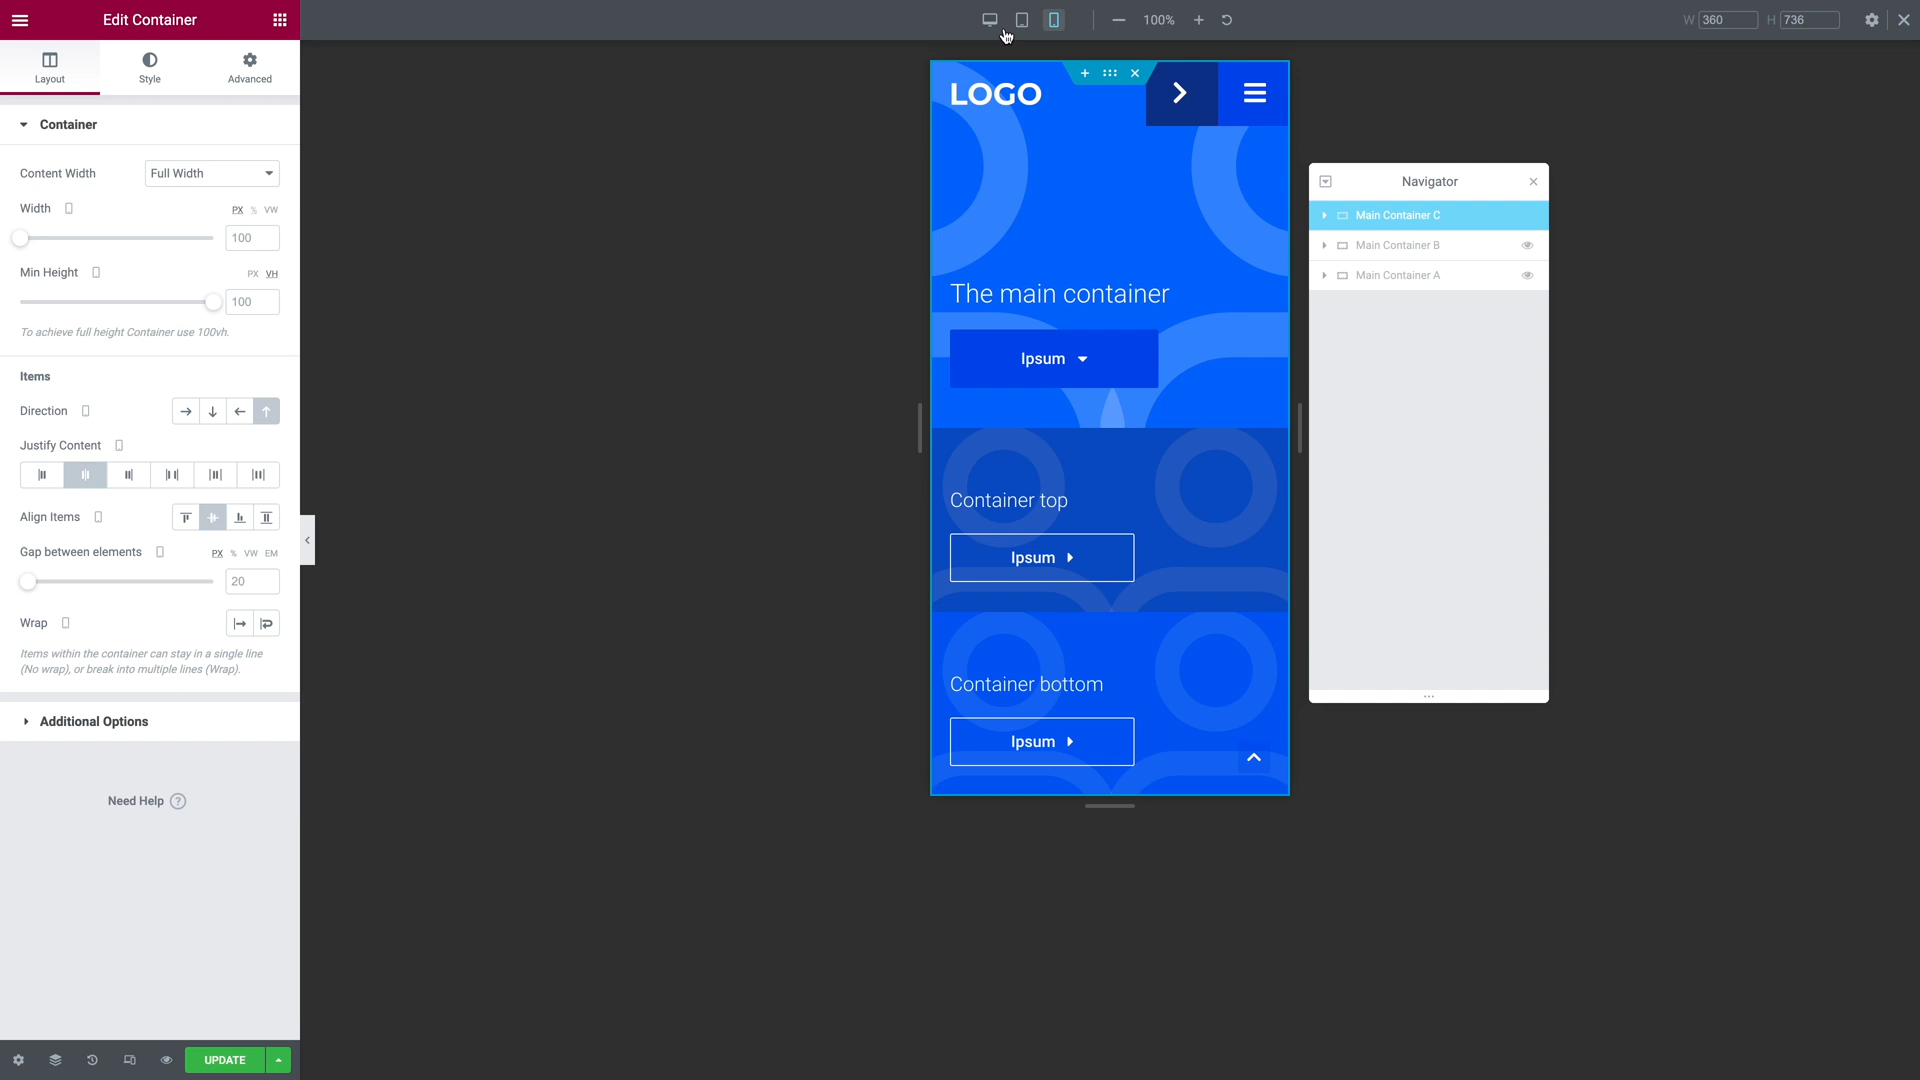 Edit Container
100%
W 360 H 736
Layout
Style
Advanced
Container
Content Width
Full Width
Width
PX % VW
100
Min Height
PX VH
100
To achieve full height Container use 100vh.
Items
Direction
Justify Content
Align Items
Gap between elements
PX % VW EM
20
Wrap
Items within the container can stay in a single line
(No wrap), or break into multiple lines (Wrap).
Additional Options
Need Help ?
UPDATE
LOGO
The main container
Ipsum
Container top
Ipsum
Container bottom
Ipsum
Navigator
Main Container C
Main Container B
Main Container A